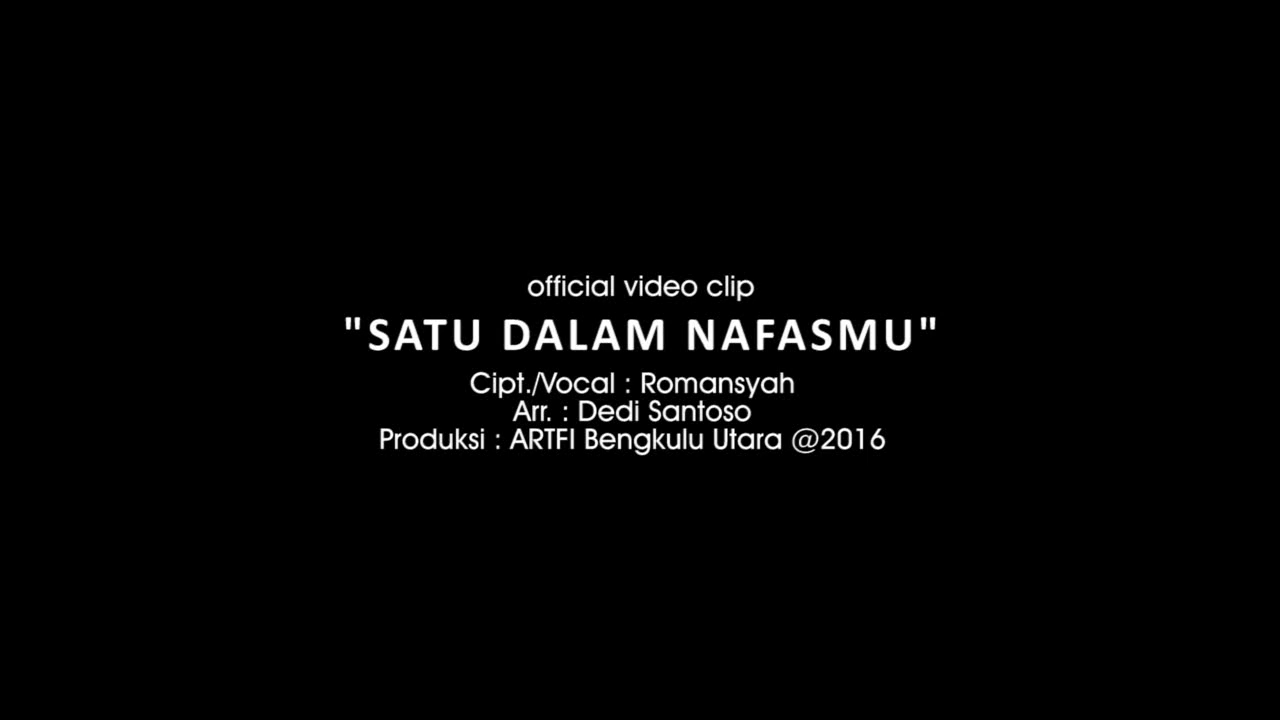 official video clip
"SATU DALAM NAFASMU"
Cipt./Vocal : Romansyah
Arr. : Dedi Santoso
Produksi : ARTFI Bengkulu Utara @2016